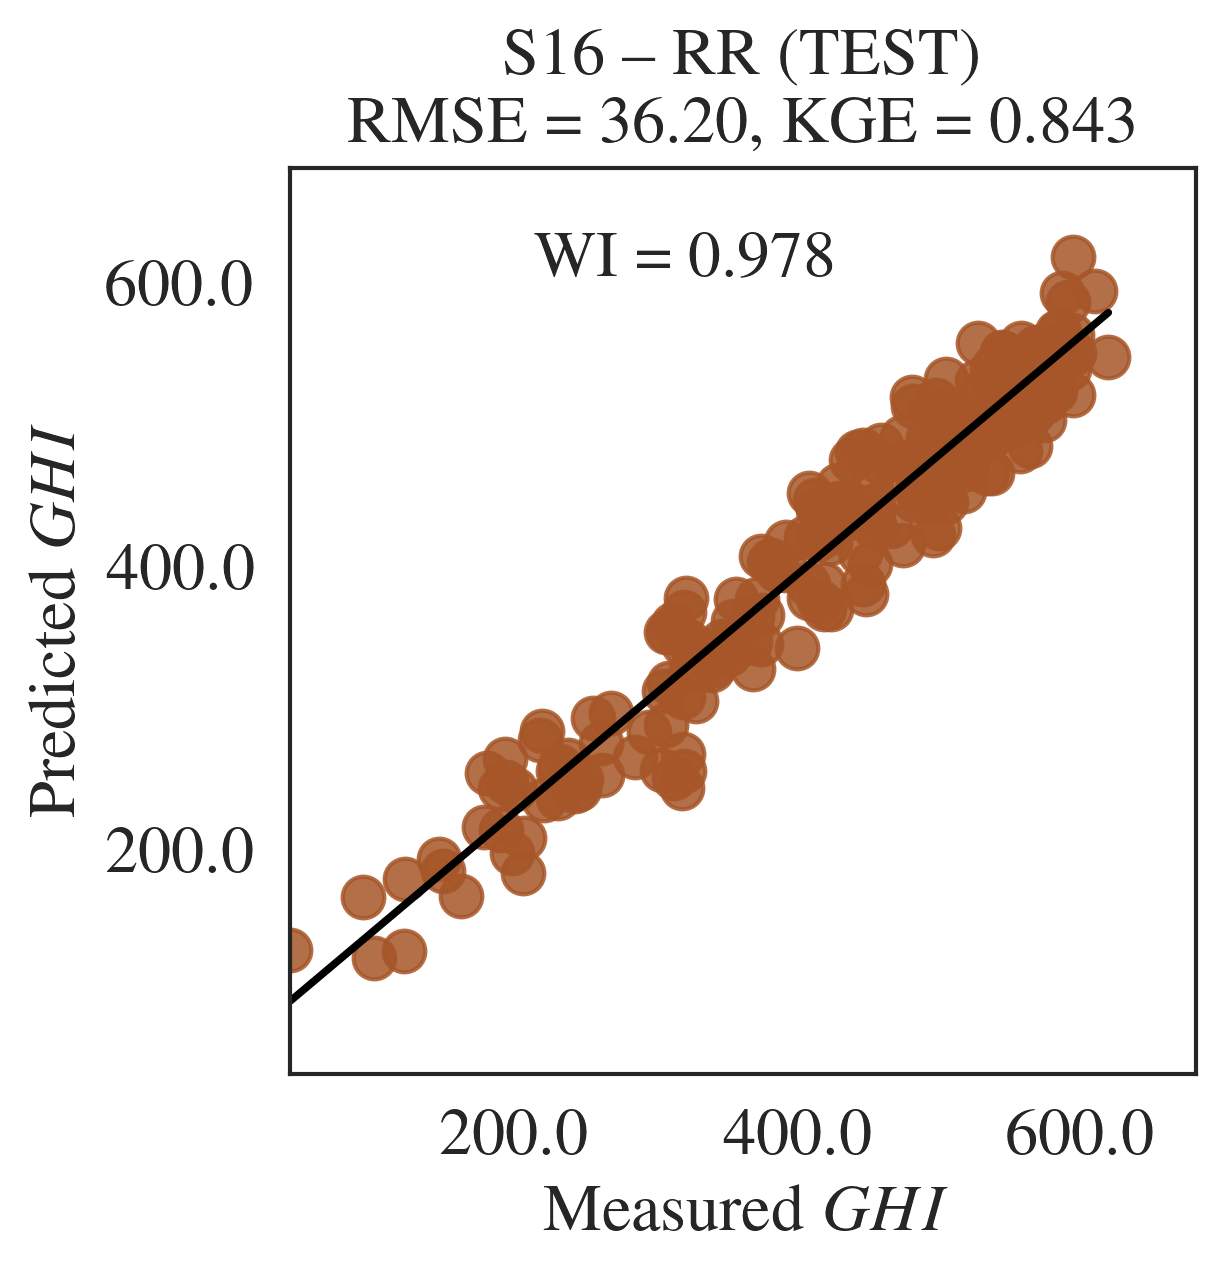 S16 – RR (TEST)
RMSE = 36.20, KGE = 0.843
WI = 0.978
600.0
400.0
200.0
Predicted GHI
200.0 400.0 600.0
Measured GHI